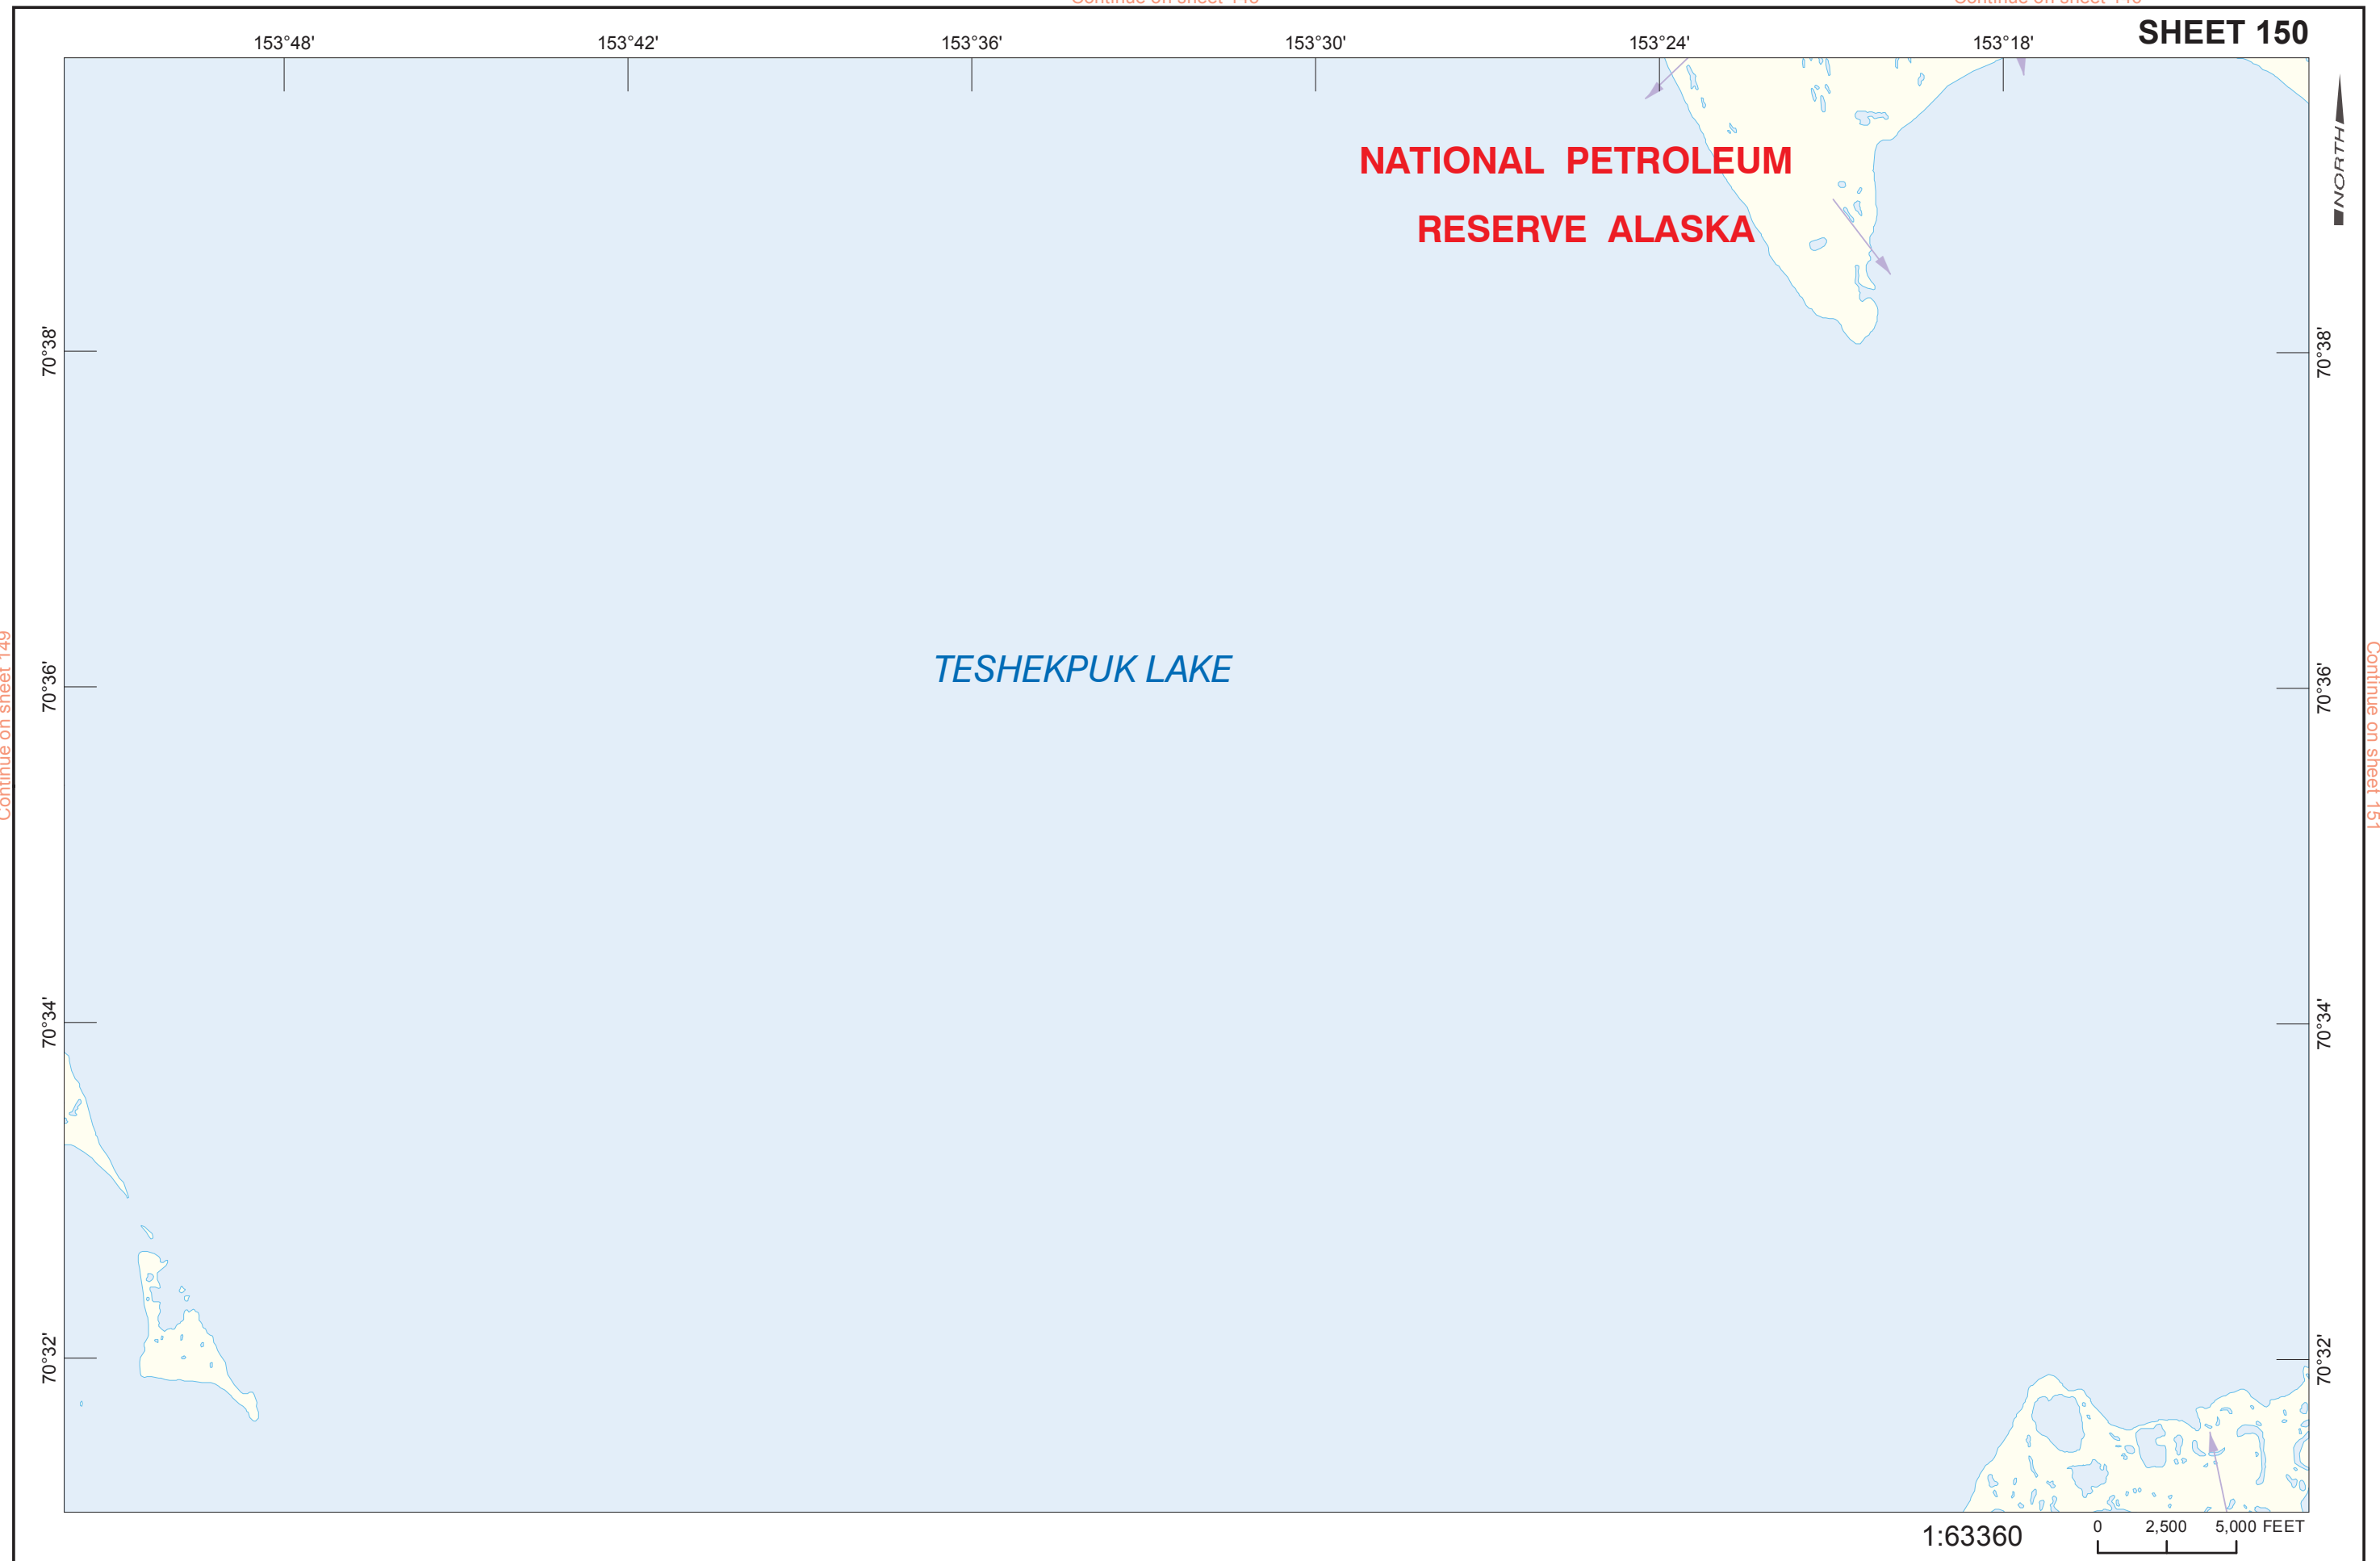 SHEET 150
153°48' 153°42' 153°36' 153°30' 153°24' 153°18'
NORTH
NATIONAL PETROLEUM
RESERVE ALASKA
70°38' 70°38'
TESHEKPUK LAKE
70°36' 70°36'
Continue on sheet 149
Continue on sheet 151
70°34' 70°34'
70°32' 70°32'
1:63360
0 2,500 5,000 FEET